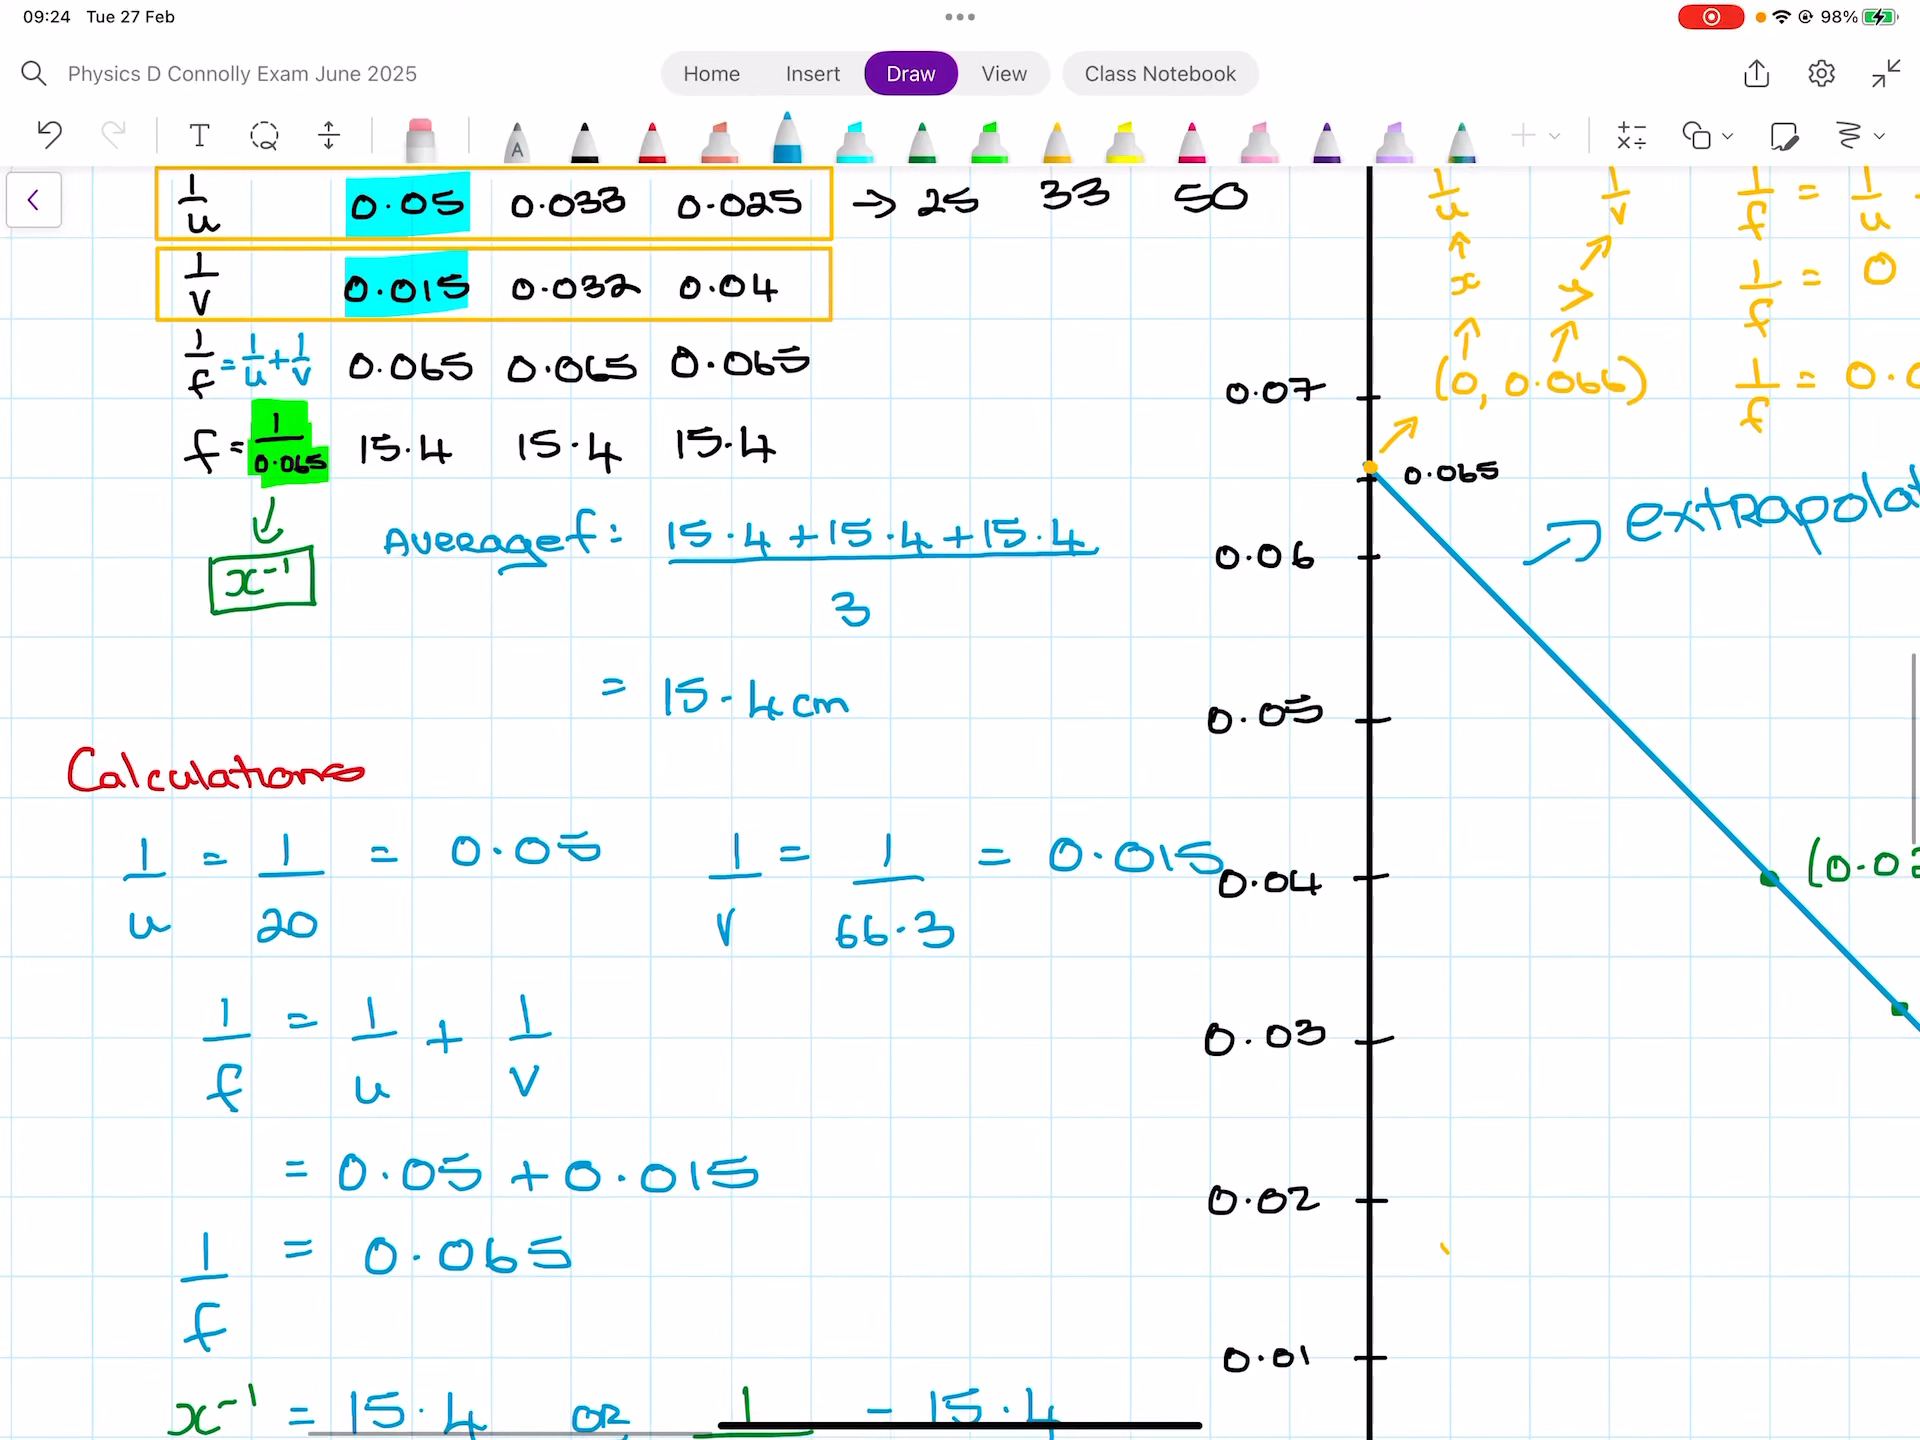 09:24 Tue 27 Feb
98%
Physics D Connolly Exam June 2025
Home Insert Draw View Class Notebook
T
A
1/u 0.05 0.033 0.025 → 25 33 50
1/v 0.015 0.032 0.04
1/f = 1/u + 1/v 0.065 0.065 0.065
f = 1/0.065 15.4 15.4 15.4
x⁻¹
Average f: (15.4 + 15.4 + 15.4)/3
= 15.4 cm
Calculations
1/u = 1/20 = 0.05 1/v = 1/66.3 = 0.015
1/f = 1/u + 1/v
= 0.05 + 0.015
1/f = 0.065
x⁻¹ = 15.4 or 1 = 15.4
1/u 1/v 1/f = 1/u
x y 1/f = 0
(0, 0.066) 1/f = 0.0
0.07
0.065
extrapolat
0.06
0.05
0.04
(0.02
0.03
0.02
0.01